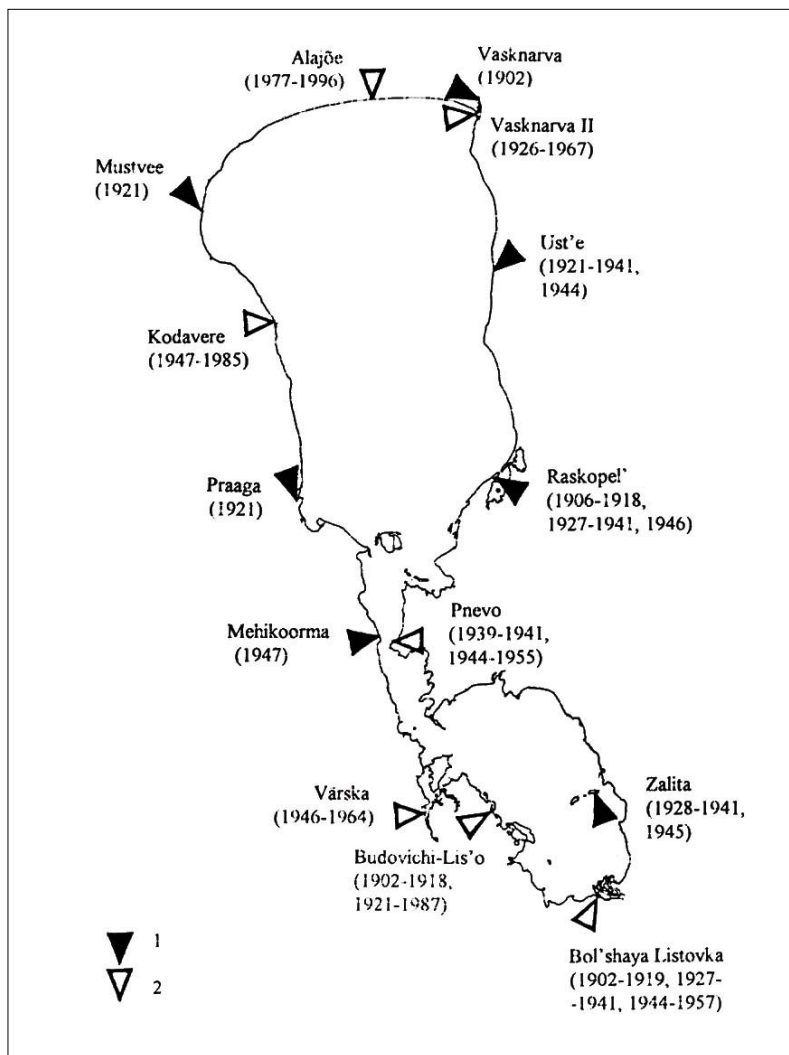 Alajõe
(1977-1996)
Vasknarva
(1902)
Vasknarva II
(1926-1967)
Mustvee
(1921)
Ust'e
(1921-1941,
1944)
Kodavere
(1947-1985)
Praaga
(1921)
Raskopel'
(1906-1918,
1927-1941, 1946)
Mehikoorma
(1947)
Pnevo
(1939-1941,
1944-1955)
Värska
(1946-1964)
Budovichi-Lis'o
(1902-1918,
1921-1987)
Zalita
(1928-1941,
1945)
Bol'shaya Listovka
(1902-1919, 1927-
-1941, 1944-1957)
1
2